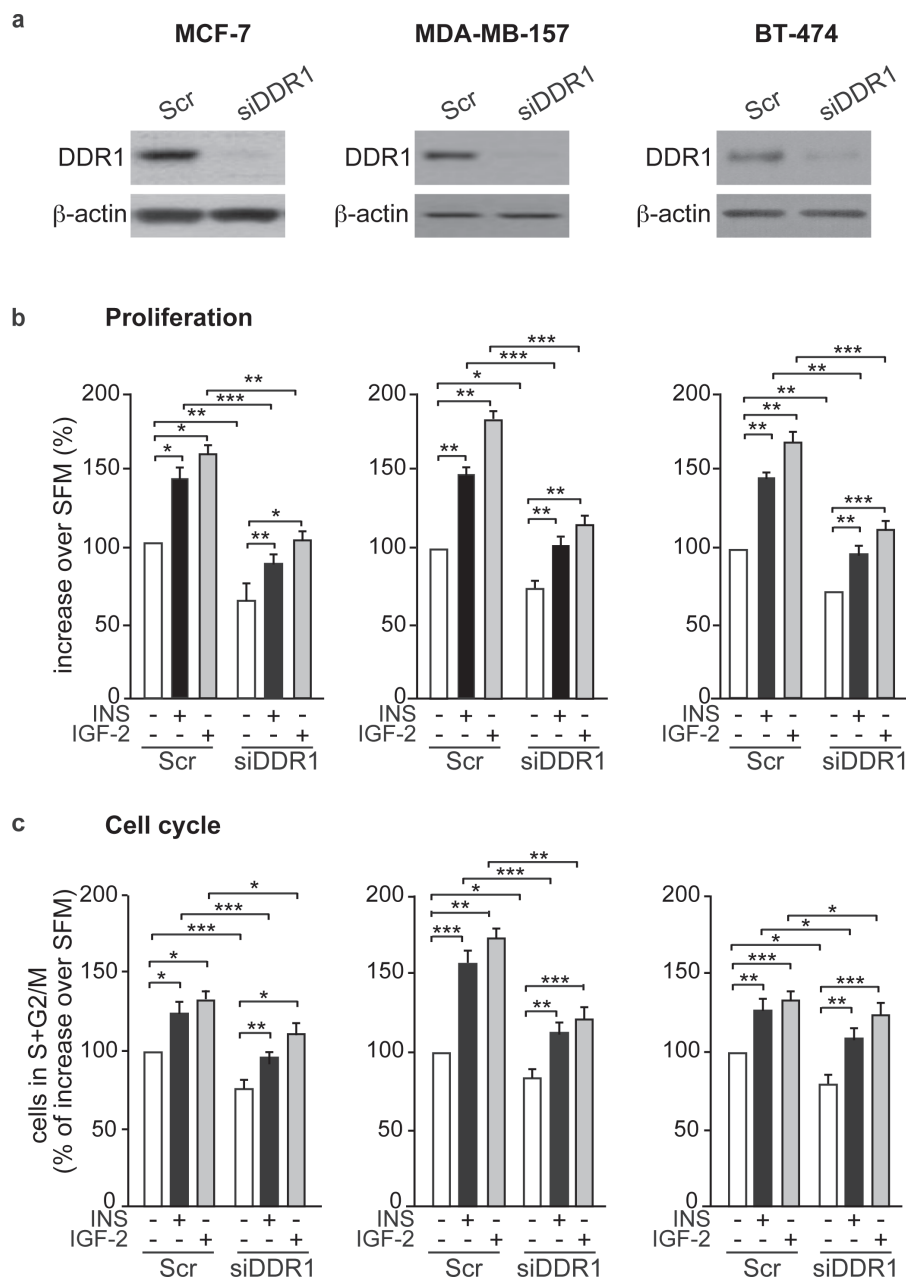 a
MCF-7 MDA-MB-157 BT-474
Scr siDDR1 Scr siDDR1 Scr siDDR1
DDR1 DDR1 DDR1
β-actin β-actin β-actin
b Proliferation
increase over SFM (%)
*** ** *** *** ** * ** *** ** * ** ** * ** ** * ** **
* ** ** ** *** **
200 200 200
150 150 150
100 100 100
50 50 50
0 0 0
INS - + - - + - INS - + - - + - INS - + - - + -
IGF-2 - - + - - + IGF-2 - - + - - + IGF-2 - - + - - +
Scr siDDR1 Scr siDDR1 Scr siDDR1
c Cell cycle
cells in S+G2/M
(% of increase over SFM)
* *** *** * * * **
** *** * ** *** *** **
* * * *** ** *** **
200 200 200
150 150 150
100 100 100
50 50 50
0 0 0
INS - + - - + - INS - + - - + - INS - + - - + -
IGF-2 - - + - - + IGF-2 - - + - - + IGF-2 - - + - - +
Scr siDDR1 Scr siDDR1 Scr siDDR1